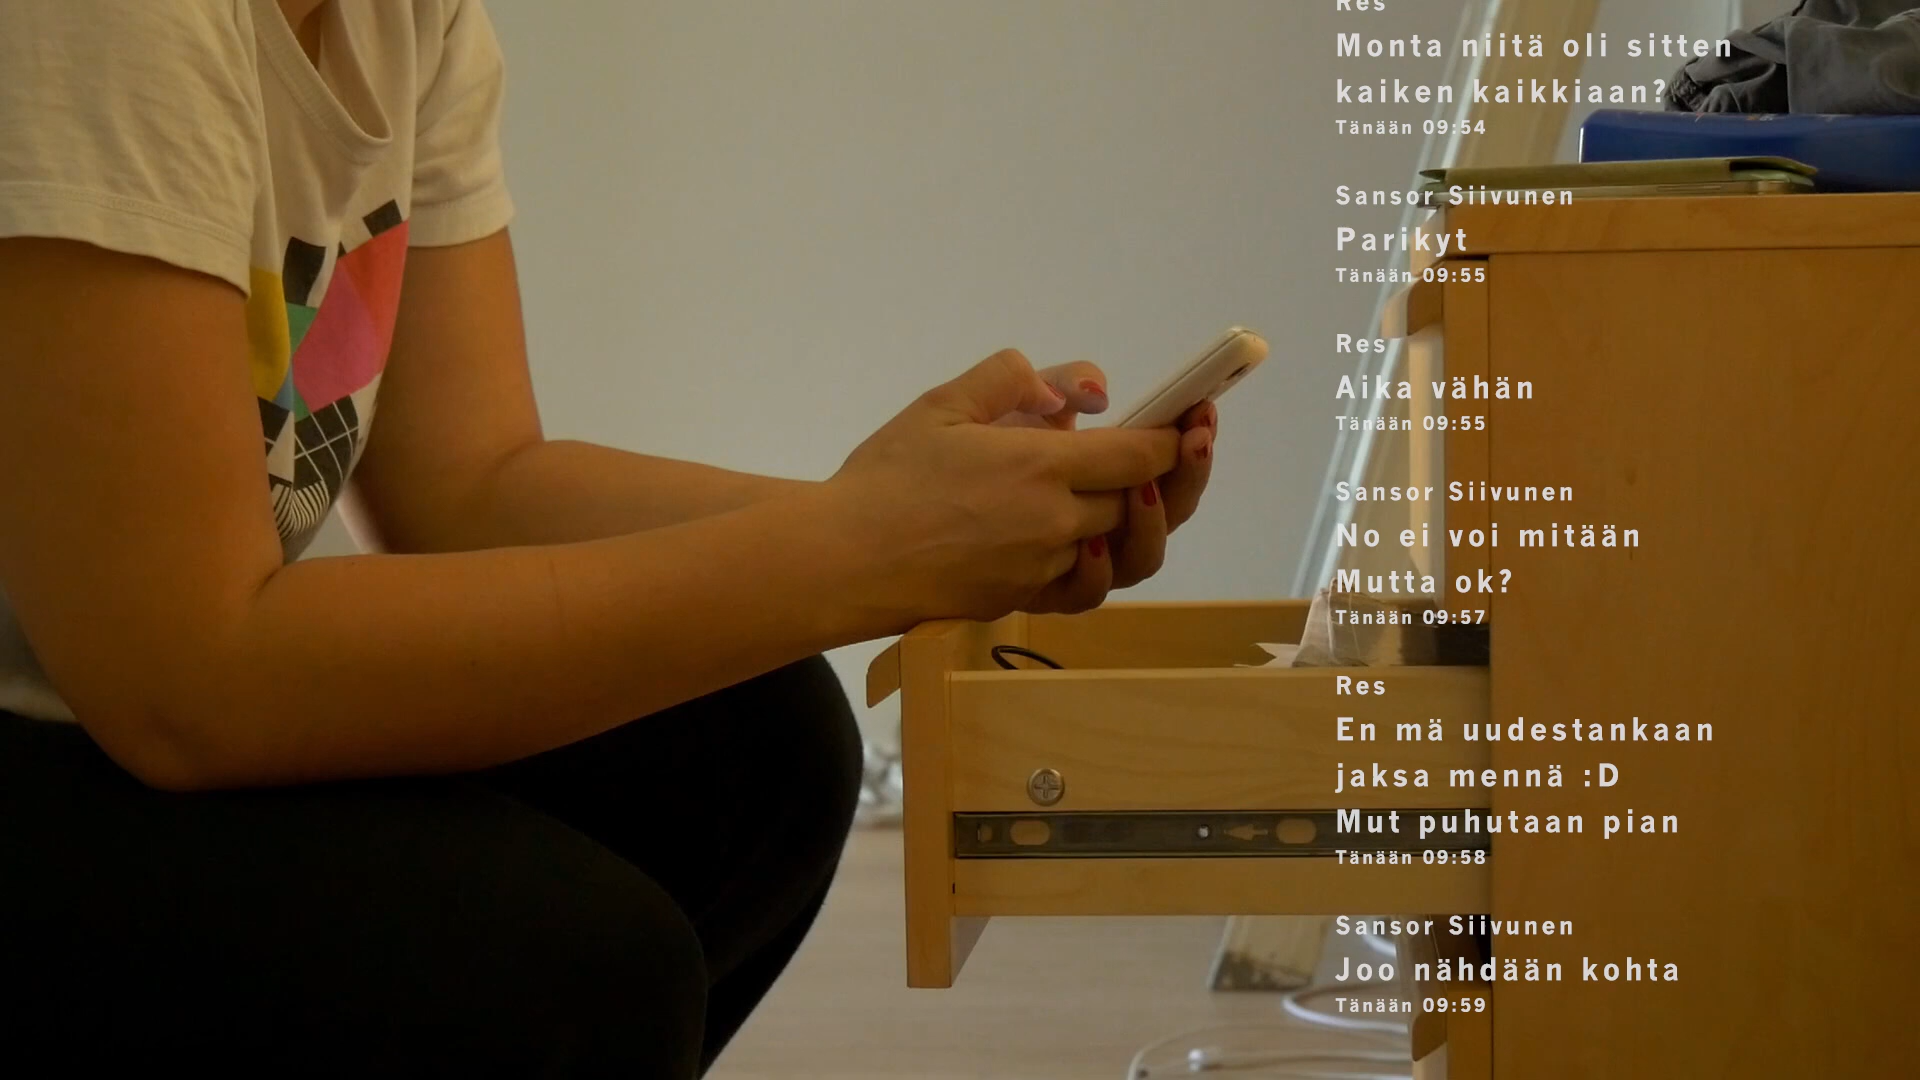 Res
Monta niitä oli sitten
kaiken kaikkiaan?
Tänään 09:54
Sansor Siivunen
Parikyt
Tänään 09:55
Res
Aika vähän
Tänään 09:55
Sansor Siivunen
No ei voi mitään
Mutta ok?
Tänään 09:57
Res
En mä uudestankaan
jaksa mennä :D
Mut puhutaan pian
Tänään 09:58
Sansor Siivunen
Joo nähdään kohta
Tänään 09:59